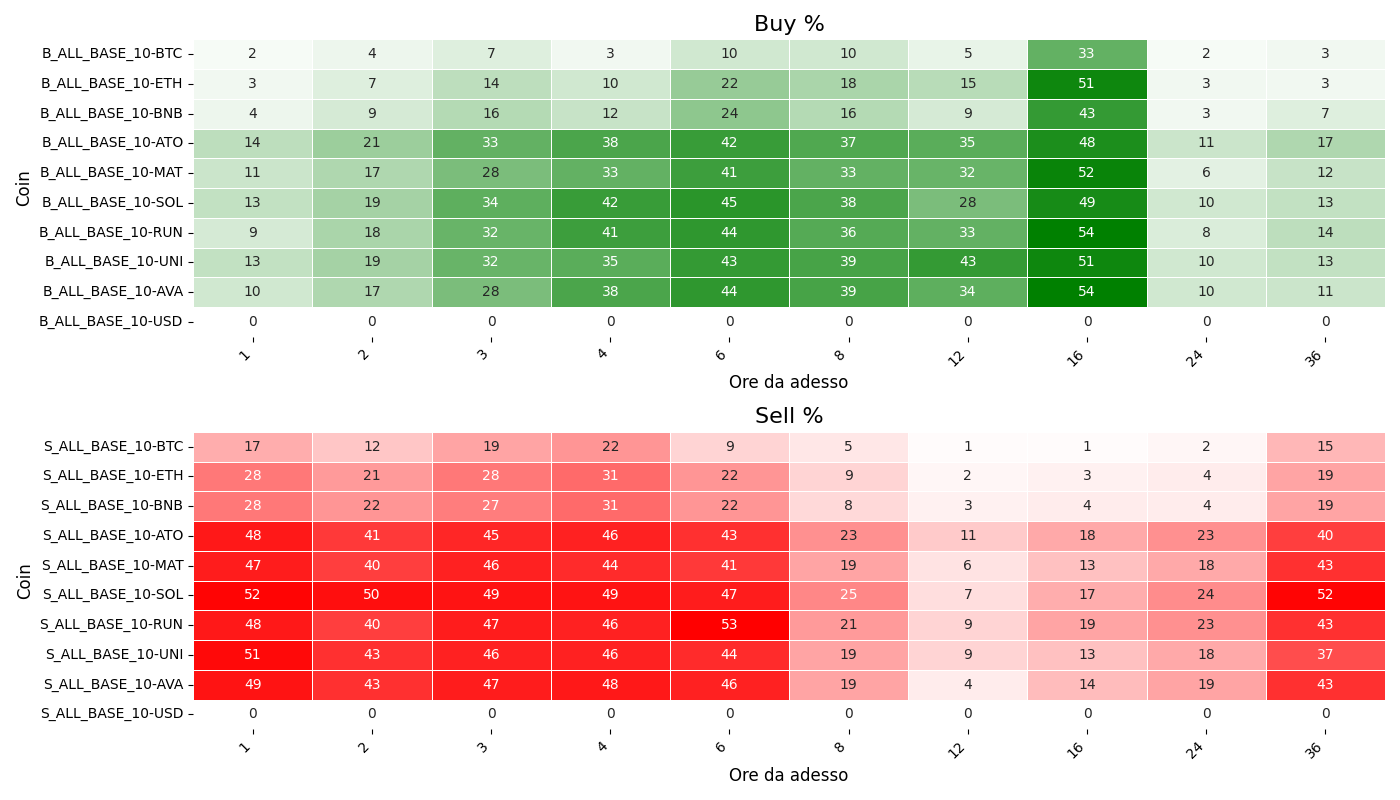 Buy %
Coin
B_ALL_BASE_10-BTC 2 4 7 3 10 10 5 33 2 3
B_ALL_BASE_10-ETH 3 7 14 10 22 18 15 51 3 3
B_ALL_BASE_10-BNB 4 9 16 12 24 16 9 43 3 7
B_ALL_BASE_10-ATO 14 21 33 38 42 37 35 48 11 17
B_ALL_BASE_10-MAT 11 17 28 33 41 33 32 52 6 12
B_ALL_BASE_10-SOL 13 19 34 42 45 38 28 49 10 13
B_ALL_BASE_10-RUN 9 18 32 41 44 36 33 54 8 14
B_ALL_BASE_10-UNI 13 19 32 35 43 39 43 51 10 13
B_ALL_BASE_10-AVA 10 17 28 38 44 39 34 54 10 11
B_ALL_BASE_10-USD 0 0 0 0 0 0 0 0 0 0
1 2 3 4 6 8 12 16 24 36
Ore da adesso
Sell %
Coin
S_ALL_BASE_10-BTC 17 12 19 22 9 5 1 1 2 15
S_ALL_BASE_10-ETH 28 21 28 31 22 9 2 3 4 19
S_ALL_BASE_10-BNB 28 22 27 31 22 8 3 4 4 19
S_ALL_BASE_10-ATO 48 41 45 46 43 23 11 18 23 40
S_ALL_BASE_10-MAT 47 40 46 44 41 19 6 13 18 43
S_ALL_BASE_10-SOL 52 50 49 49 47 25 7 17 24 52
S_ALL_BASE_10-RUN 48 40 47 46 53 21 9 19 23 43
S_ALL_BASE_10-UNI 51 43 46 46 44 19 9 13 18 37
S_ALL_BASE_10-AVA 49 43 47 48 46 19 4 14 19 43
S_ALL_BASE_10-USD 0 0 0 0 0 0 0 0 0 0
1 2 3 4 6 8 12 16 24 36
Ore da adesso